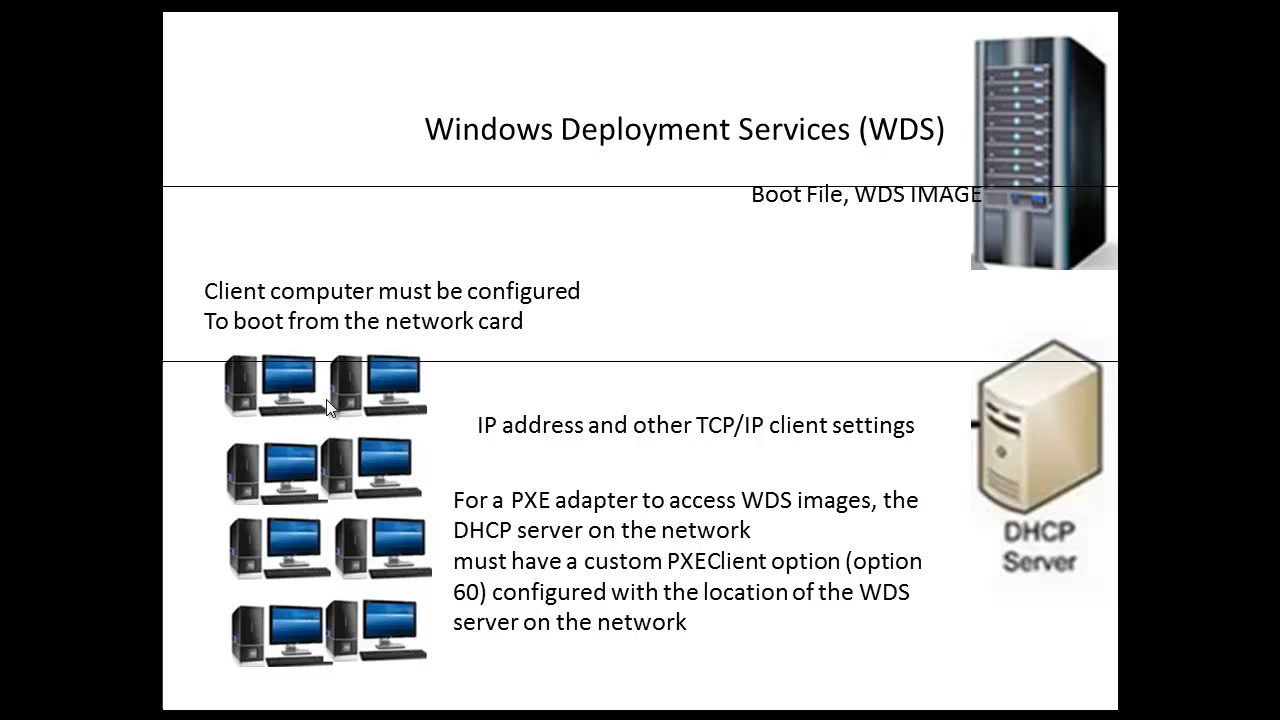 Windows Deployment Services (WDS)
Boot File, WDS IMAGE
Client computer must be configured
To boot from the network card
IP address and other TCP/IP client settings
For a PXE adapter to access WDS images, the
DHCP server on the network
must have a custom PXEClient option (option
60) configured with the location of the WDS
server on the network
DHCP
Server